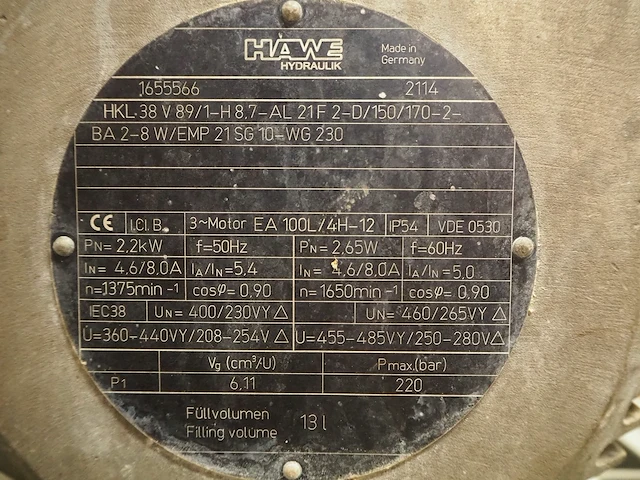 HAWE
HYDRAULIK
Made in
Germany
1655566 2114
HKL 38 V 89/1-H 8.7-AL 21 F 2-D/150/170-2-
BA 2-8 W/EMP 21 SG 10-WG 230
CE I.Cl. B. 3~Motor EA 100L/4H-12 IP54 VDE 0530
PN= 2,2kW f=50Hz PN= 2,65W f=60Hz
IN= 4,6/8,0A IA/IN=5,4 IN= 4,6/8,0A IA/IN=5,0
n=1375min -1 cosφ= 0,90 n=1650min -1 cosφ= 0,90
IEC38 UN= 400/230VY △ UN= 460/265VY △
U=360-440VY/208-254V △ U=455-485VY/250-280V△
Vg (cm³/U) Pmax.(bar)
P1 6,11 220
Füllvolumen
Filling volume 13 l